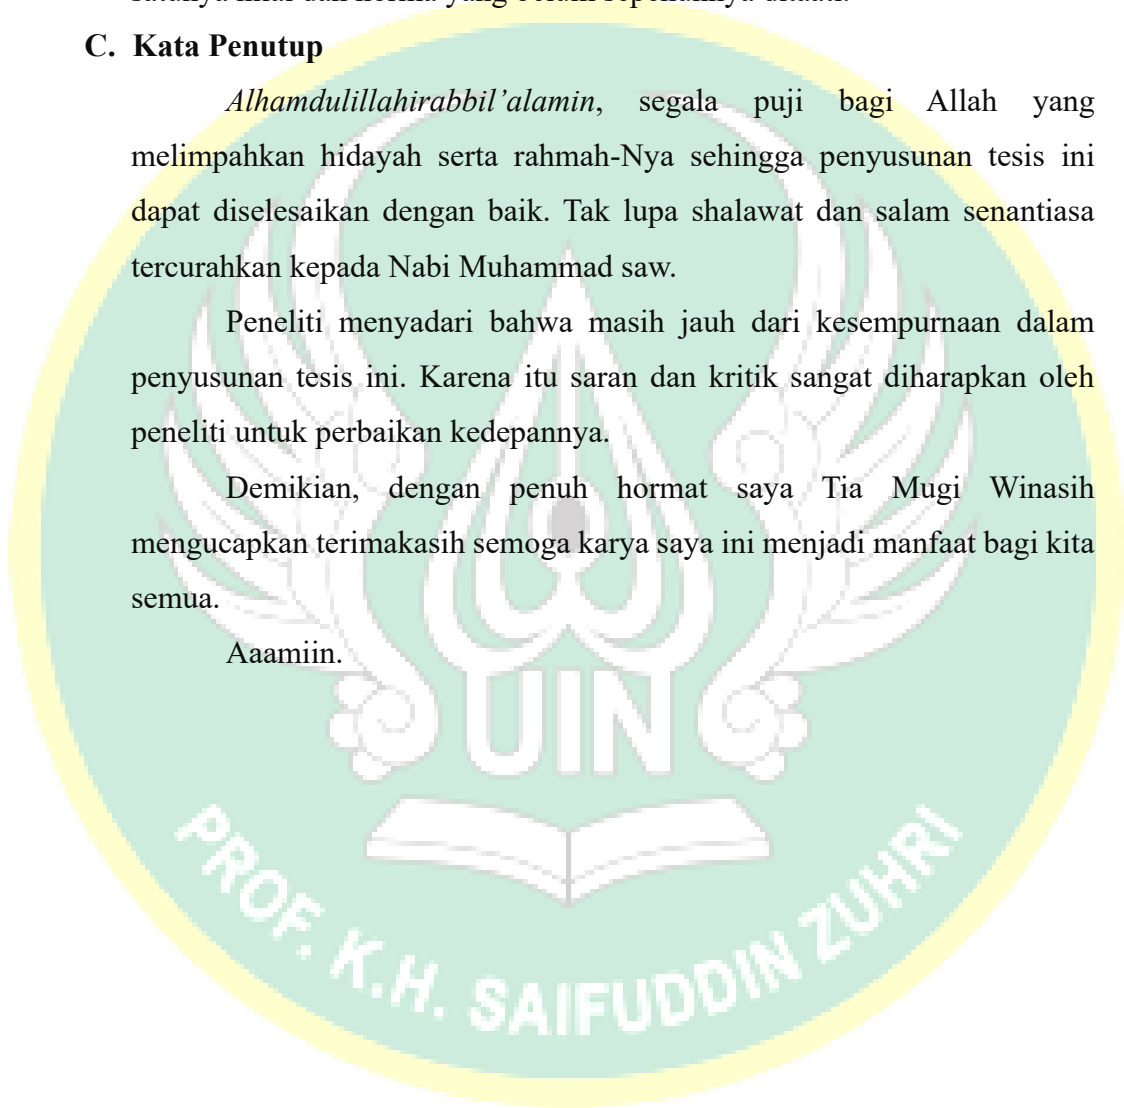 C. Kata Penutup
Alhamdulillahirabbil’alamin, segala puji bagi Allah yang
melimpahkan hidayah serta rahmah-Nya sehingga penyusunan tesis ini
dapat diselesaikan dengan baik. Tak lupa shalawat dan salam senantiasa
tercurahkan kepada Nabi Muhammad saw.
Peneliti menyadari bahwa masih jauh dari kesempurnaan dalam
penyusunan tesis ini. Karena itu saran dan kritik sangat diharapkan oleh
peneliti untuk perbaikan kedepannya.
Demikian, dengan penuh hormat saya Tia Mugi Winasih
mengucapkan terimakasih semoga karya saya ini menjadi manfaat bagi kita
semua.
Aaamiin.
UIN
PROF. K.H. SAIFUDDIN ZUHRI